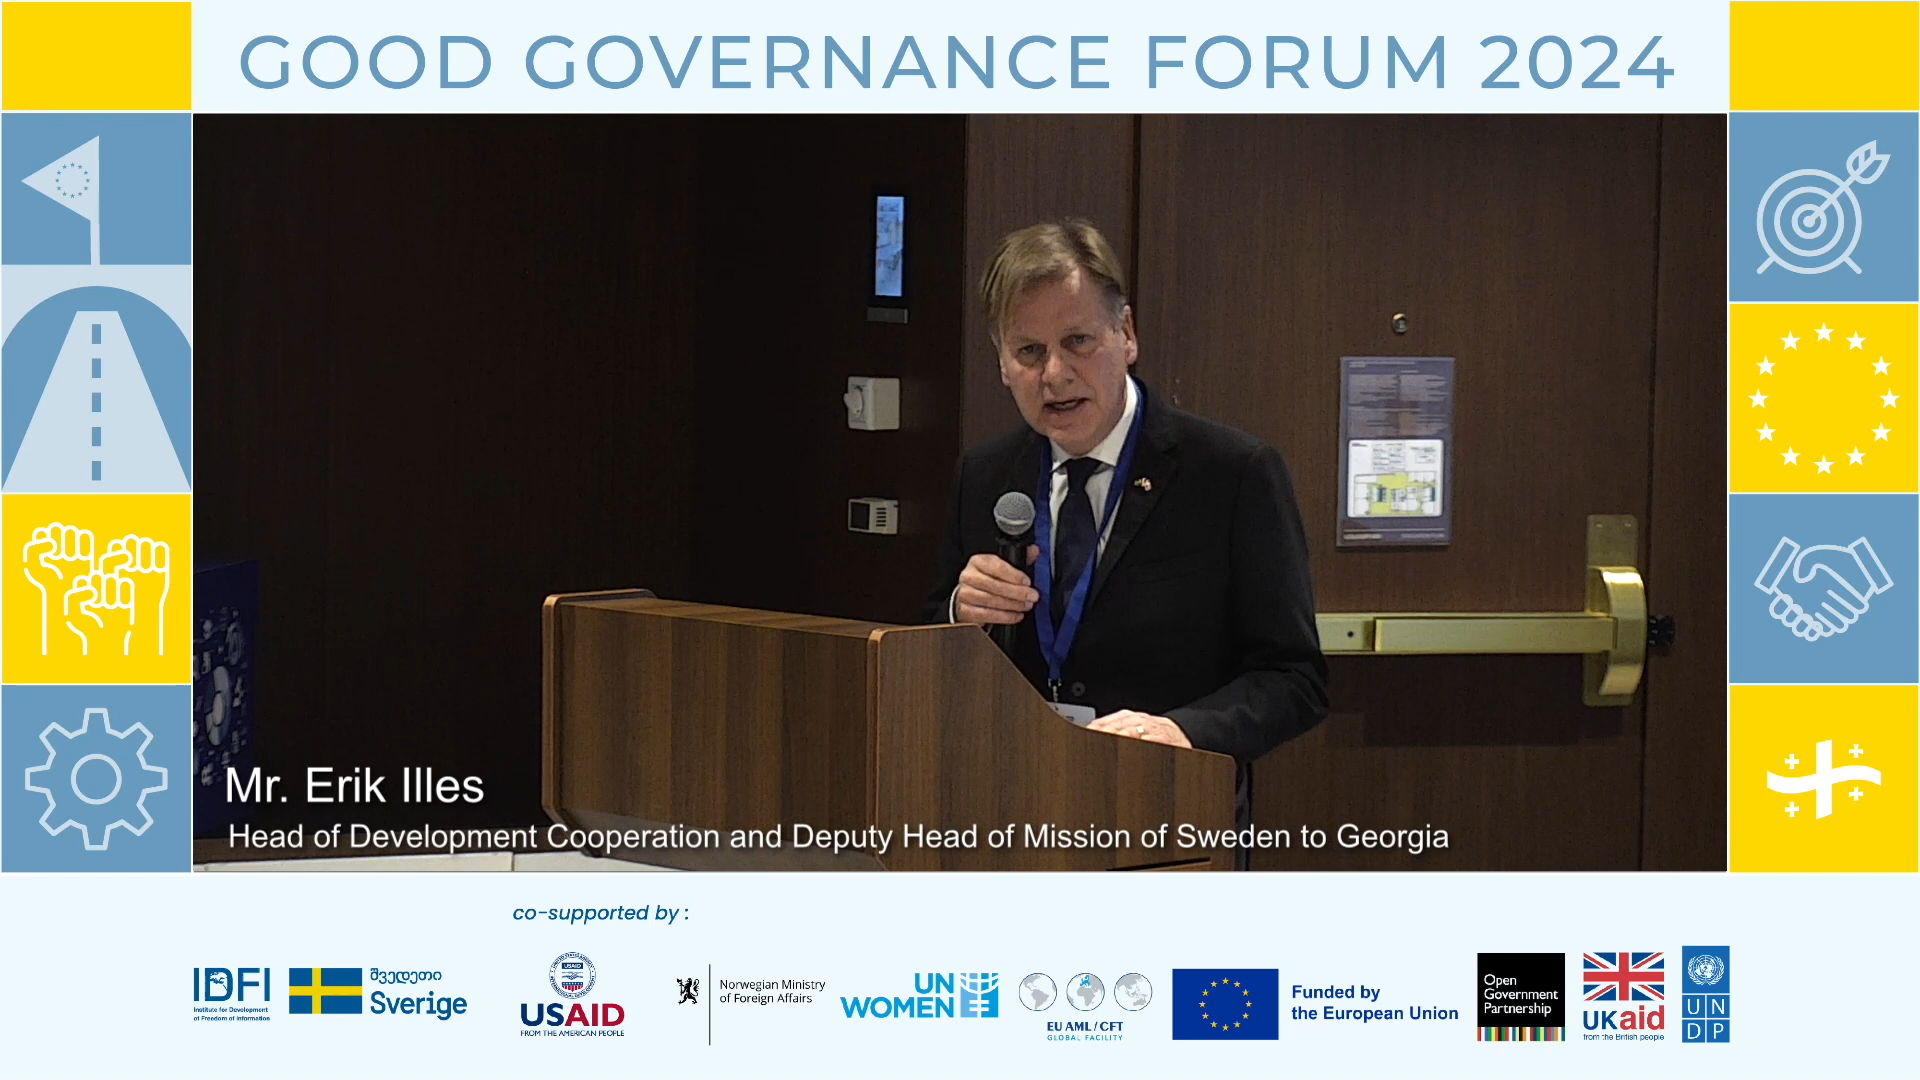 GOOD GOVERNANCE FORUM 2024
Mr. Erik Illes
Head of Development Cooperation and Deputy Head of Mission of Sweden to Georgia
co-supported by :
IDFI
Institute for Development
of Freedom of Information
შვედეთი
Sverige
USAID
USAID
FROM THE AMERICAN PEOPLE
Norwegian Ministry
of Foreign Affairs
UN
WOMEN
EU AML/CFT
GLOBAL FACILITY
Funded by
the European Union
Open
Government
Partnership
UKaid
from the British people
U N
D P